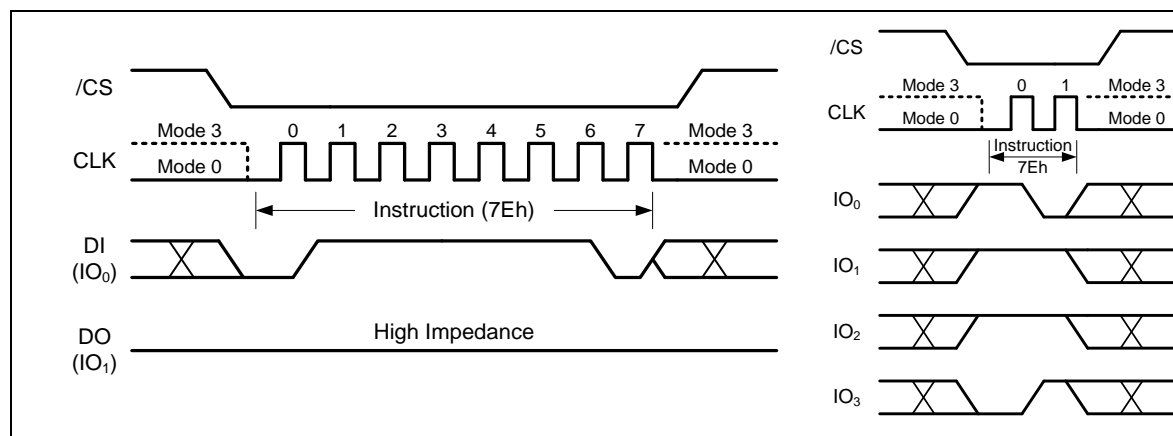 /CS
Mode 3 0 1 2 3 4 5 6 7 Mode 3
CLK
Mode 0 Mode 0
Instruction (7Eh)
DI
(IO0)
High Impedance
DO
(IO1)
/CS
Mode 3 0 1 Mode 3
CLK
Mode 0 Mode 0
Instruction
7Eh
IO0
IO1
IO2
IO3